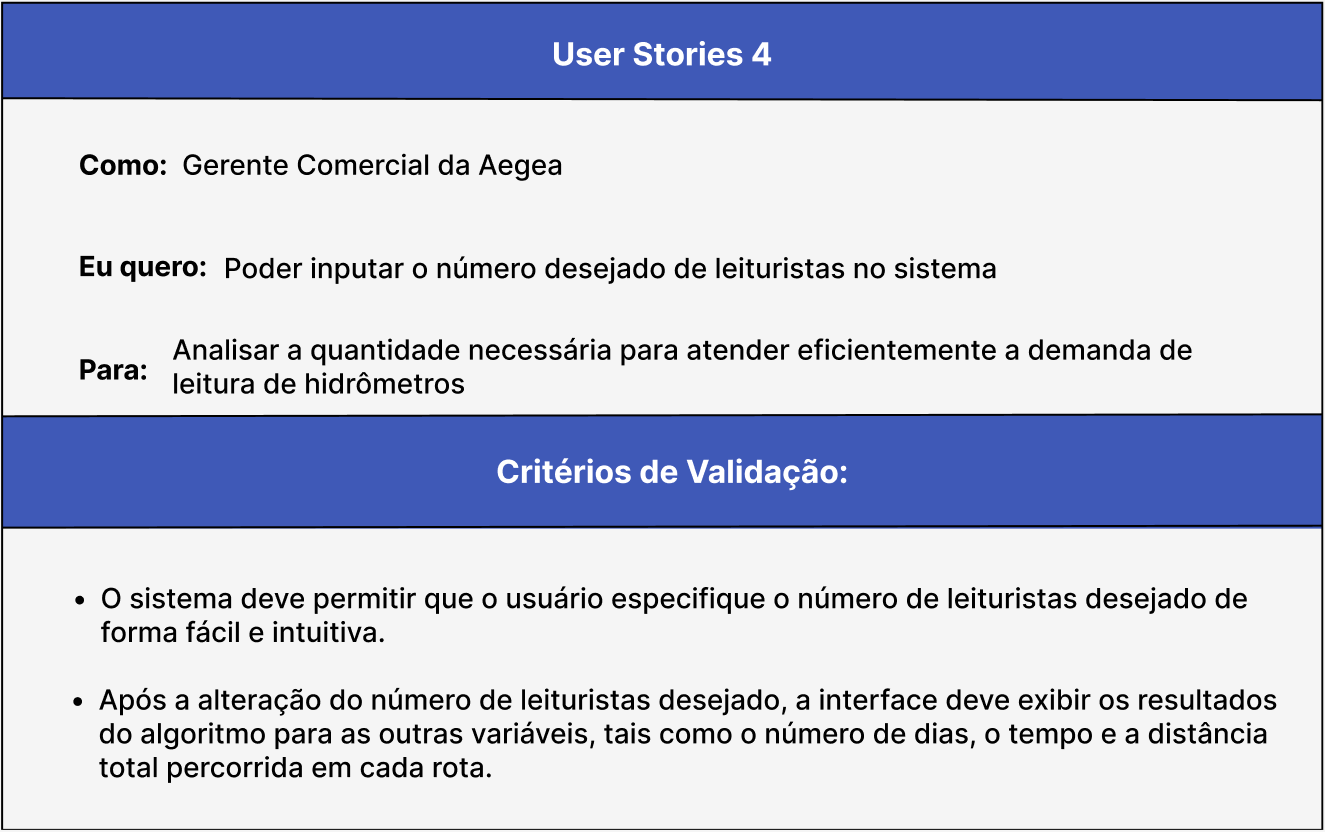 User Stories 4
Como: Gerente Comercial da Aegea
Eu quero: Poder inputar o número desejado de leituristas no sistema
Para: Analisar a quantidade necessária para atender eficientemente a demanda de
leitura de hidrômetros
Critérios de Validação:
• O sistema deve permitir que o usuário especifique o número de leituristas desejado de
forma fácil e intuitiva.
• Após a alteração do número de leituristas desejado, a interface deve exibir os resultados
do algoritmo para as outras variáveis, tais como o número de dias, o tempo e a distância
total percorrida em cada rota.